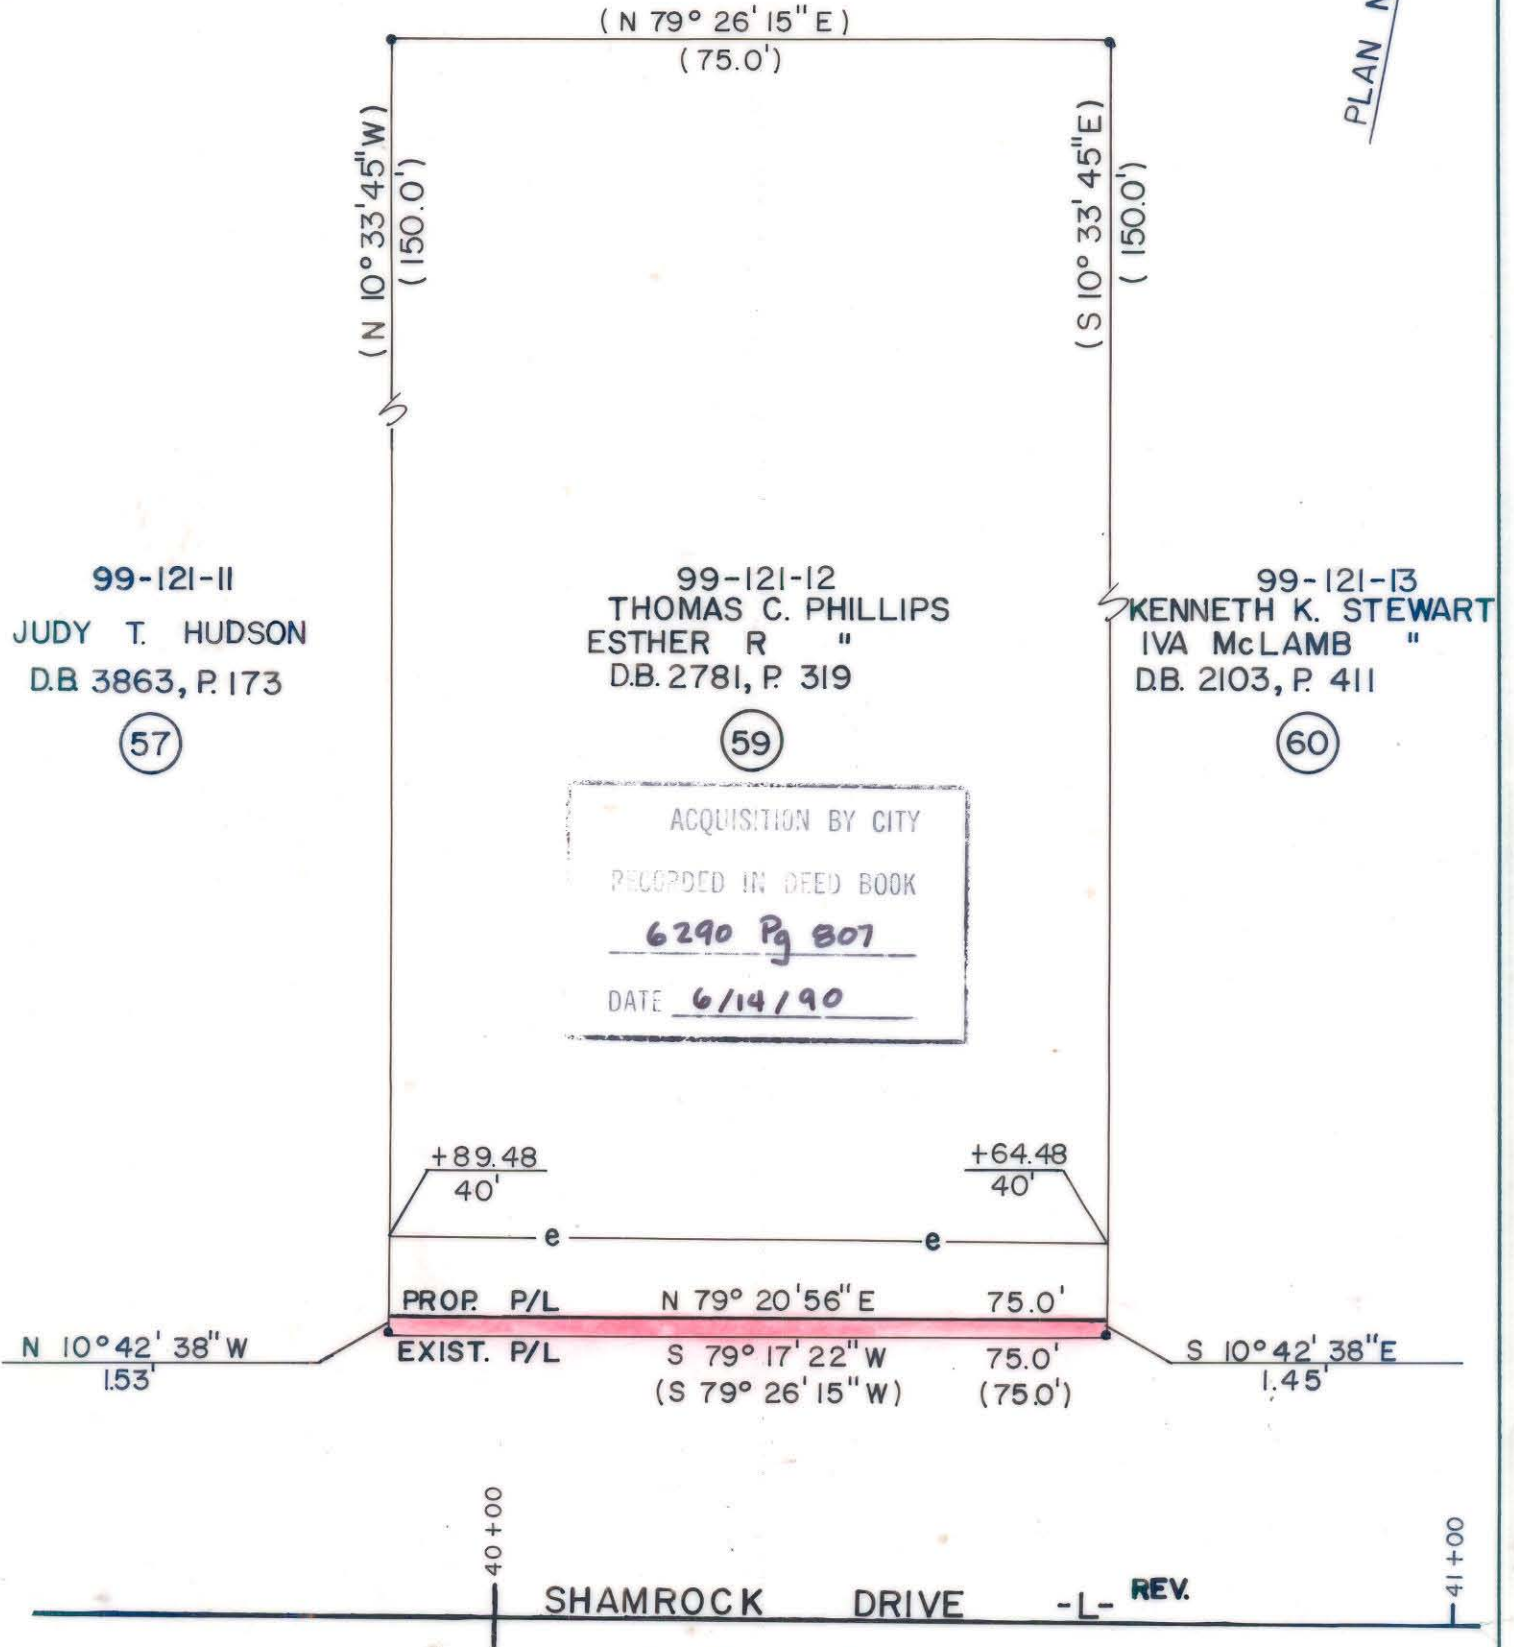 (N 79° 26' 15" E)
(75.0')
PLAN
(N 10° 33' 45" W)
(150.0')
(S 10° 33' 45" E)
(150.0')
99-121-11
JUDY T. HUDSON
D.B. 3863, P. 173
57
99-121-12
THOMAS C. PHILLIPS
ESTHER R "
D.B. 2781, P. 319
59
99-121-13
KENNETH K. STEWART
IVA McLAMB "
D.B. 2103, P. 411
60
ACQUISITION BY CITY
RECORDED IN DEED BOOK
6290 Pg 807
DATE 6/14/90
+89.48
40'
+64.48
40'
e e
PROP. P/L N 79° 20' 56" E 75.0'
EXIST. P/L S 79° 17' 22" W 75.0'
(S 79° 26' 15" W) (75.0')
N 10° 42' 38" W
1.53'
S 10° 42' 38" E
1.45'
40+00
41+00
SHAMROCK DRIVE -L- REV.